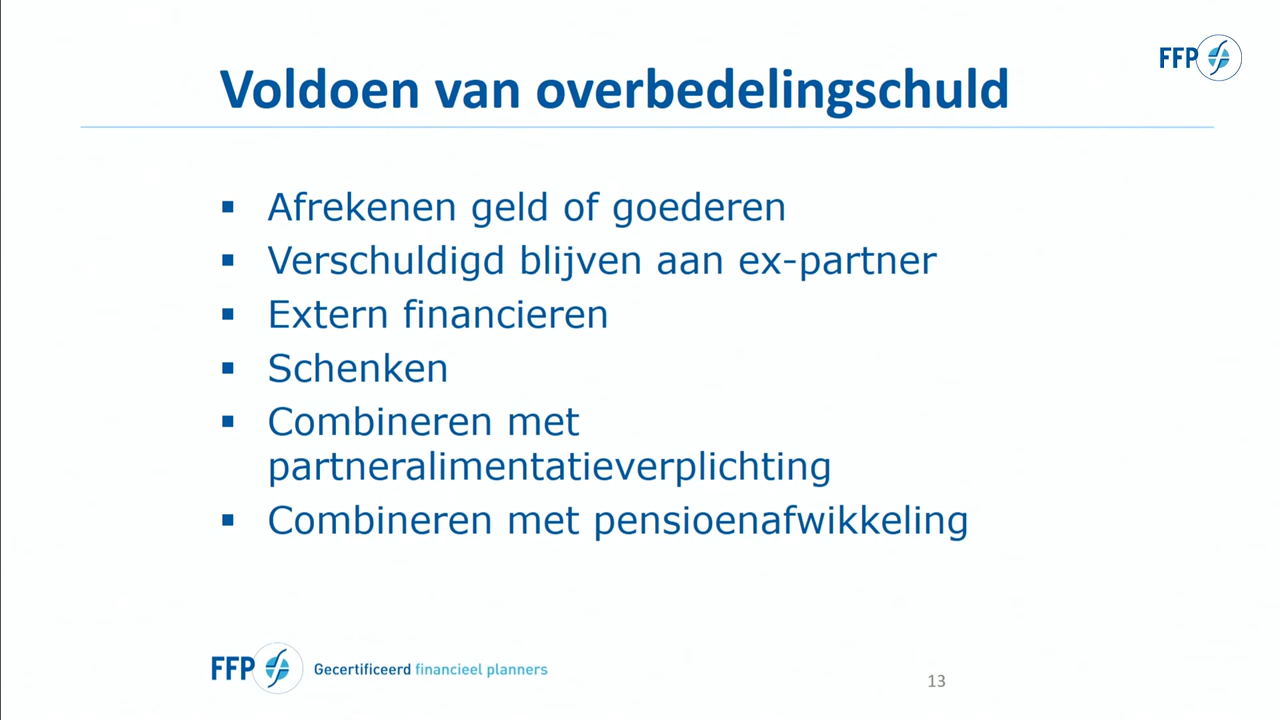 FFP
Voldoen van overbedelingschuld
▪ Afrekenen geld of goederen
▪ Verschuldigd blijven aan ex-partner
▪ Extern financieren
▪ Schenken
▪ Combineren met
partneralimentatieverplichting
▪ Combineren met pensioenafwikkeling
FFP Gecertificeerd financieel planners
13